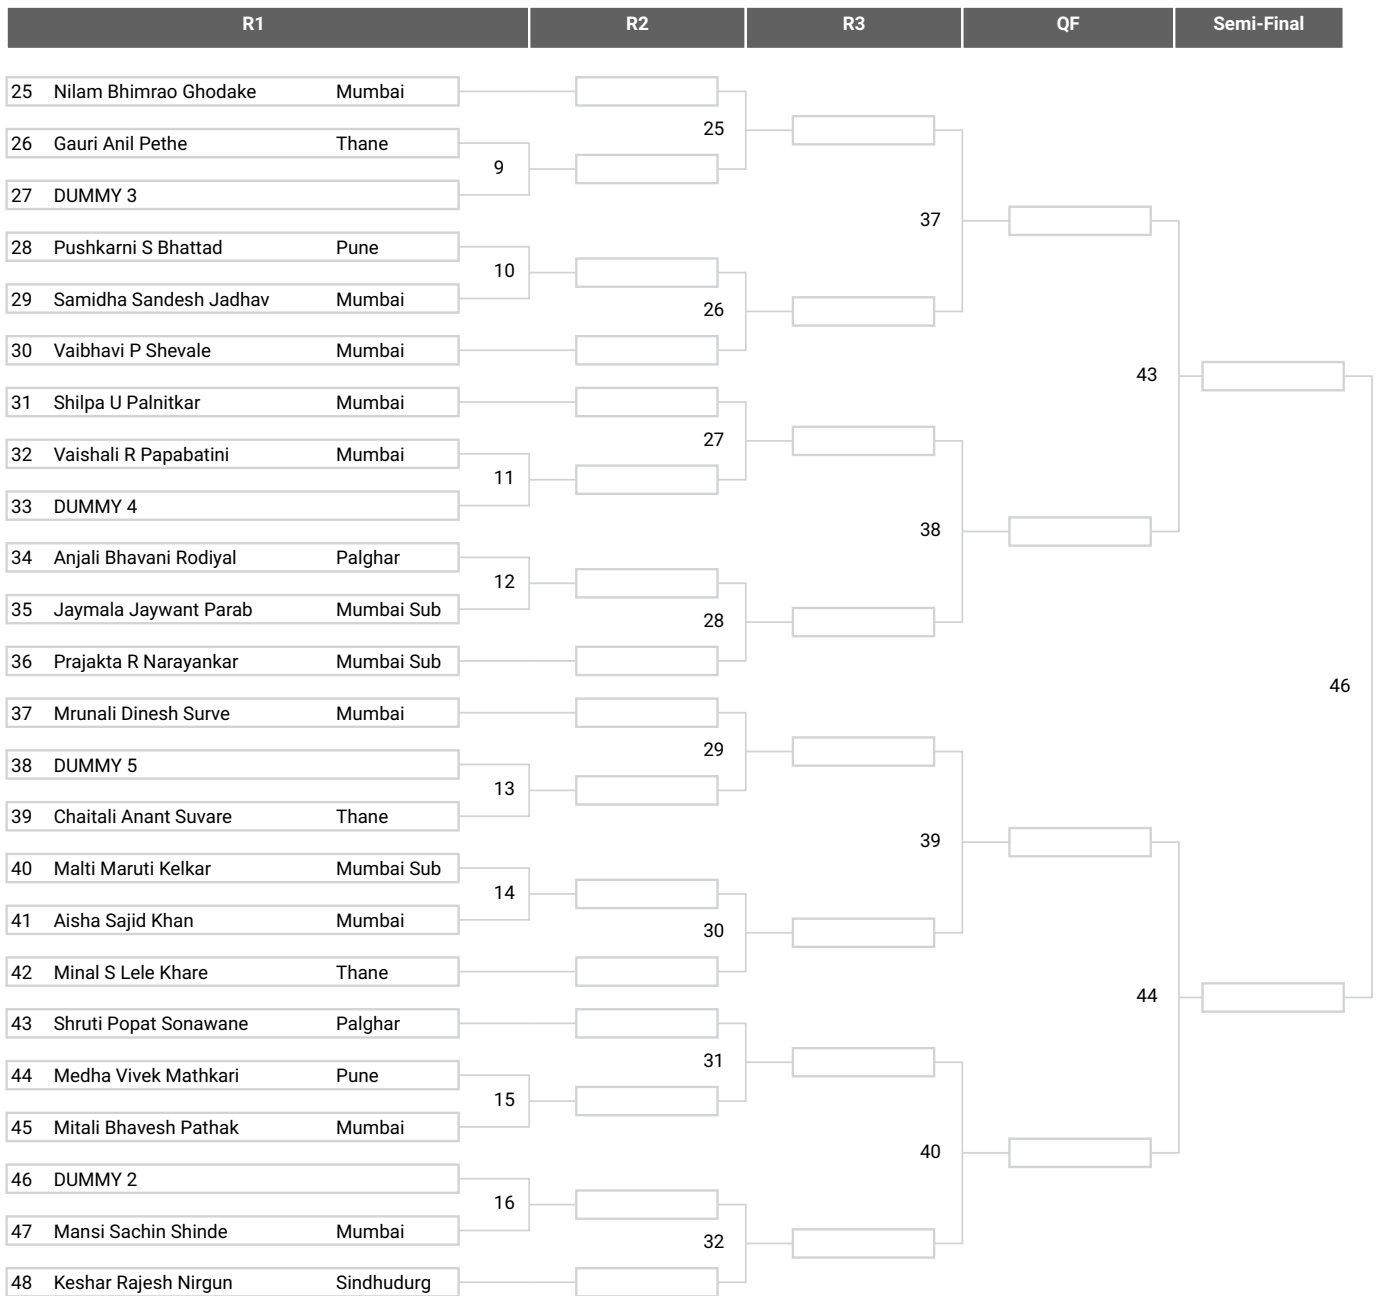 R1 R2 R3 QF Semi-Final
25 Nilam Bhimrao Ghodake Mumbai
25
26 Gauri Anil Pethe Thane
9
27 DUMMY 3
37
28 Pushkarni S Bhattad Pune
10
29 Samidha Sandesh Jadhav Mumbai
26
30 Vaibhavi P Shevale Mumbai
43
31 Shilpa U Palnitkar Mumbai
27
32 Vaishali R Papabatini Mumbai
11
33 DUMMY 4
38
34 Anjali Bhavani Rodiyal Palghar
12
35 Jaymala Jaywant Parab Mumbai Sub
28
36 Prajakta R Narayankar Mumbai Sub
46
37 Mrunali Dinesh Surve Mumbai
29
38 DUMMY 5
13
39 Chaitali Anant Suvare Thane
39
40 Malti Maruti Kelkar Mumbai Sub
14
41 Aisha Sajid Khan Mumbai
30
42 Minal S Lele Khare Thane
44
43 Shruti Popat Sonawane Palghar
31
44 Medha Vivek Mathkari Pune
15
45 Mitali Bhavesh Pathak Mumbai
40
46 DUMMY 2
16
47 Mansi Sachin Shinde Mumbai
32
48 Keshar Rajesh Nirgun Sindhudurg